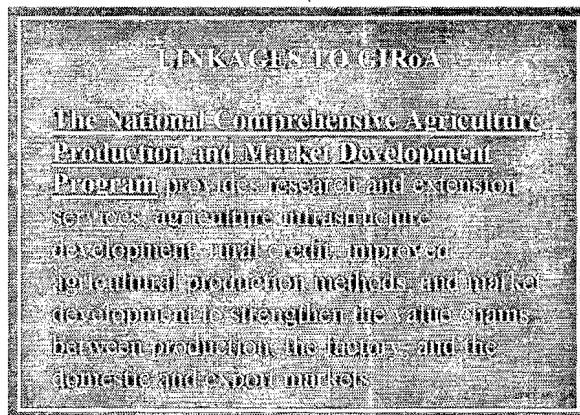 LINKAGES TO GIRoA
The National Comprehensive Agriculture
Production and Market Development
Program provides research and extension
services, agriculture infrastructure
development, rural credit, improved
agricultural production methods, and market
development to strengthen the value chains
between production, the factory, and the
domestic and export markets.